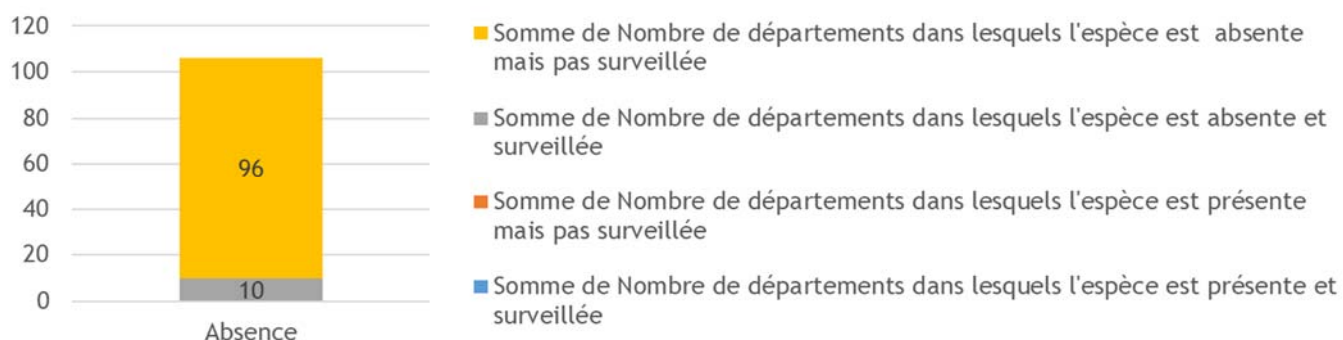 120
100
80
60
40
20
0
96
10
Absence
Somme de Nombre de départements dans lesquels l'espèce est absente
mais pas surveillée
Somme de Nombre de départements dans lesquels l'espèce est absente et
surveillée
Somme de Nombre de départements dans lesquels l'espèce est présente
mais pas surveillée
Somme de Nombre de départements dans lesquels l'espèce est présente et
surveillée